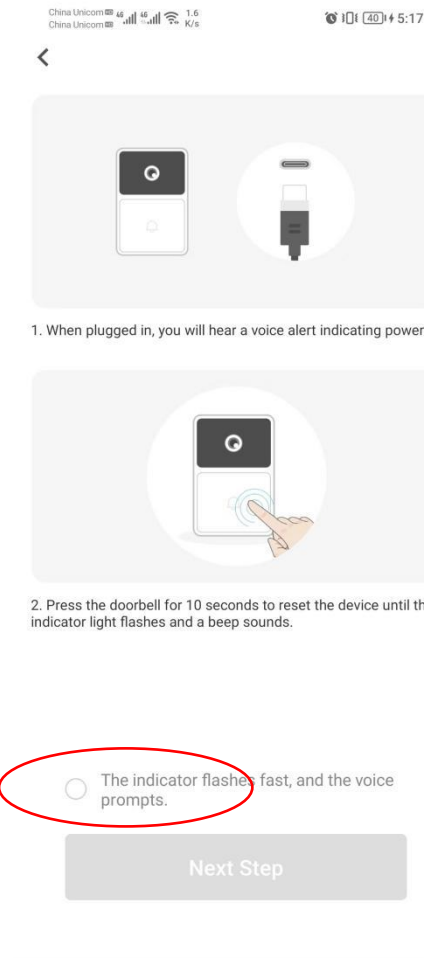 China Unicom 46 46 1.6
China Unicom K/s
40 5:17
1. When plugged in, you will hear a voice alert indicating power
2. Press the doorbell for 10 seconds to reset the device until th
indicator light flashes and a beep sounds.
The indicator flashes fast, and the voice
prompts.
Next Step